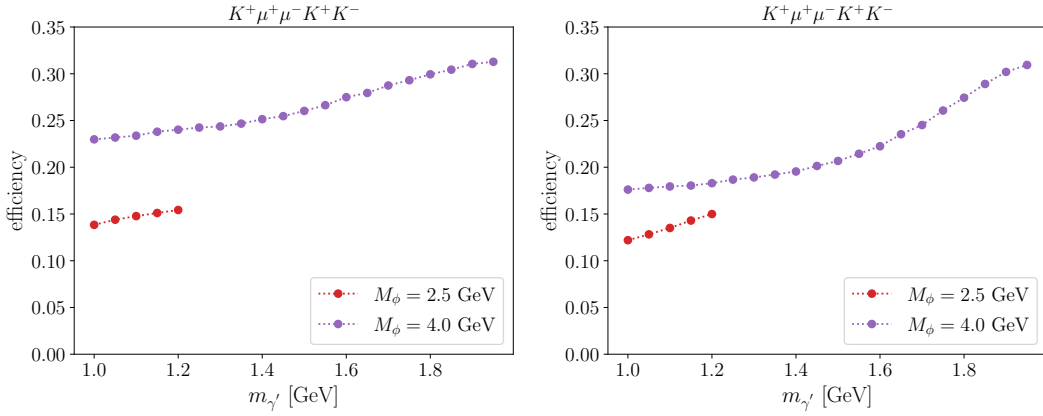 K⁺μ⁺μ⁻K⁺K⁻
efficiency
0.35
0.30
0.25
0.20
0.15
0.10
0.05
0.00
M_ϕ = 2.5 GeV
M_ϕ = 4.0 GeV
1.0 1.2 1.4 1.6 1.8
m_γ′ [GeV]
K⁺μ⁺μ⁻K⁺K⁻
efficiency
0.35
0.30
0.25
0.20
0.15
0.10
0.05
0.00
M_ϕ = 2.5 GeV
M_ϕ = 4.0 GeV
1.0 1.2 1.4 1.6 1.8
m_γ′ [GeV]